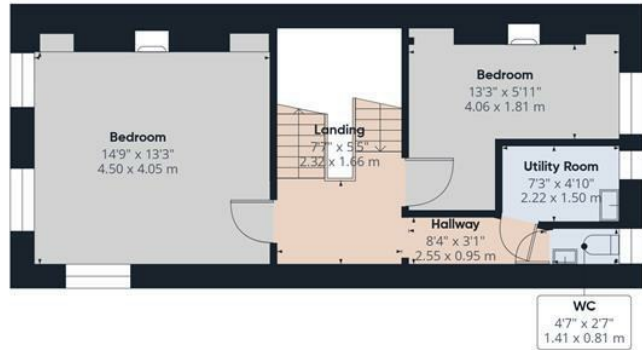 Bedroom
14'9" x 13'3"
4.50 x 4.05 m
Landing
7'7" x 5'5"
2.32 x 1.66 m
Bedroom
13'3" x 5'11"
4.06 x 1.81 m
Utility Room
7'3" x 4'10"
2.22 x 1.50 m
Hallway
8'4" x 3'1"
2.55 x 0.95 m
WC
4'7" x 2'7"
1.41 x 0.81 m